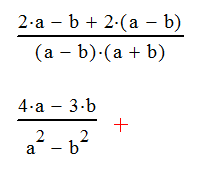 2·a − b + 2·(a − b)
(a − b)·(a + b)
4·a − 3·b
a² − b² +